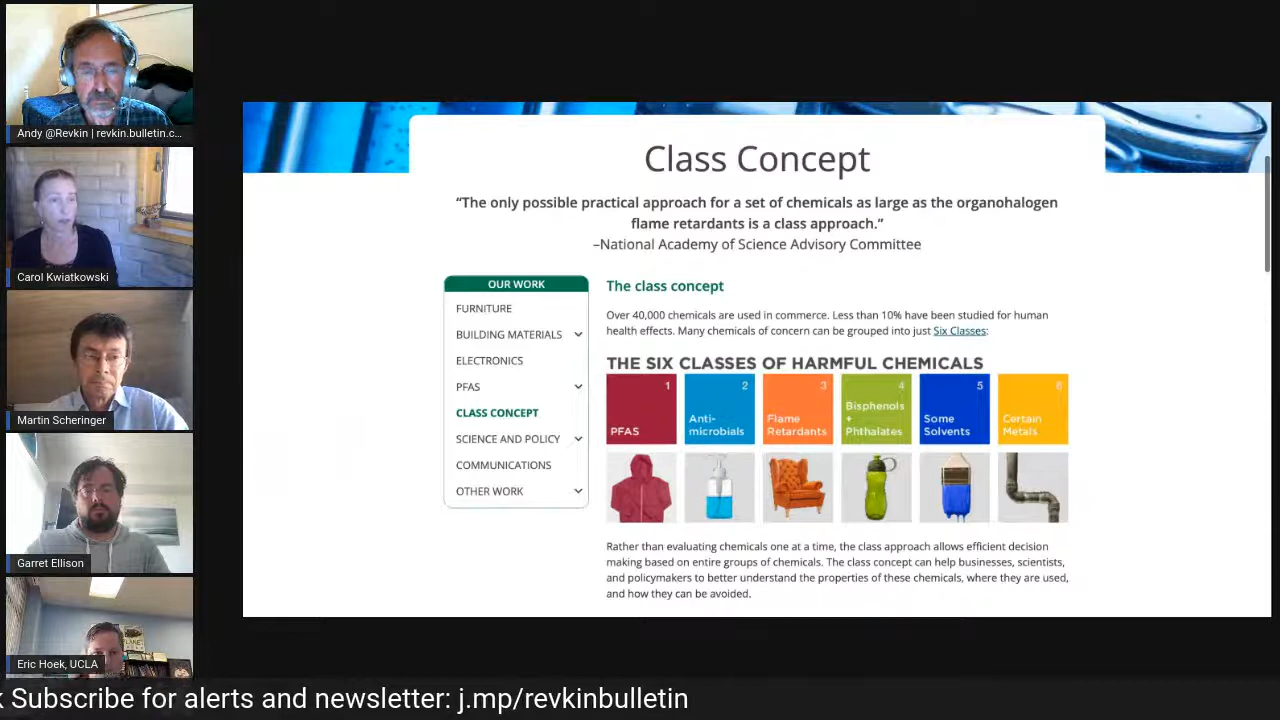 Andy @Revkin | revkin.bulletin.c...
Carol Kwiatkowski
Martin Scheringer
Garret Ellison
Eric Hoek, UCLA
Class Concept
“The only possible practical approach for a set of chemicals as large as the organohalogen
flame retardants is a class approach.”
–National Academy of Science Advisory Committee
OUR WORK
FURNITURE
BUILDING MATERIALS
ELECTRONICS
PFAS
CLASS CONCEPT
SCIENCE AND POLICY
COMMUNICATIONS
OTHER WORK
The class concept
Over 40,000 chemicals are used in commerce. Less than 10% have been studied for human
health effects. Many chemicals of concern can be grouped into just Six Classes:
THE SIX CLASSES OF HARMFUL CHEMICALS
1
PFAS
2
Anti-
microbials
3
Flame
Retardants
4
Bisphenols
+
Phthalates
5
Some
Solvents
6
Certain
Metals
Rather than evaluating chemicals one at a time, the class approach allows efficient decision
making based on entire groups of chemicals. The class concept can help businesses, scientists,
and policymakers to better understand the properties of these chemicals, where they are used,
and how they can be avoided.
Subscribe for alerts and newsletter: j.mp/revkinbulletin